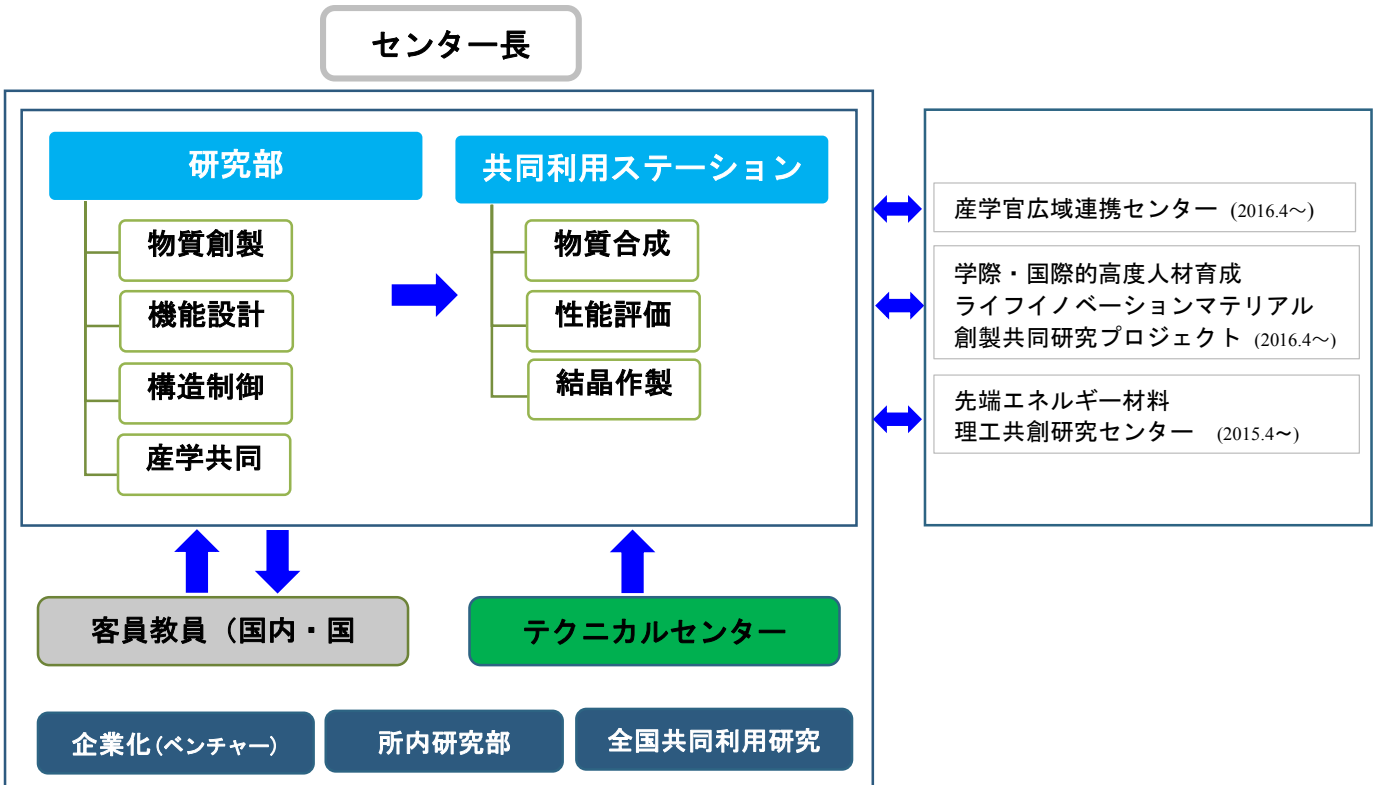 センター長
研究部
物質創製
機能設計
構造制御
産学共同
共同利用ステーション
物質合成
性能評価
結晶作製
産学官広域連携センター (2016.4～)
学際・国際的高度人材育成
ライフイノベーションマテリアル
創製共同研究プロジェクト (2016.4～)
先端エネルギー材料
理工共創研究センター (2015.4～)
客員教員（国内・国
テクニカルセンター
企業化(ベンチャー)
所内研究部
全国共同利用研究